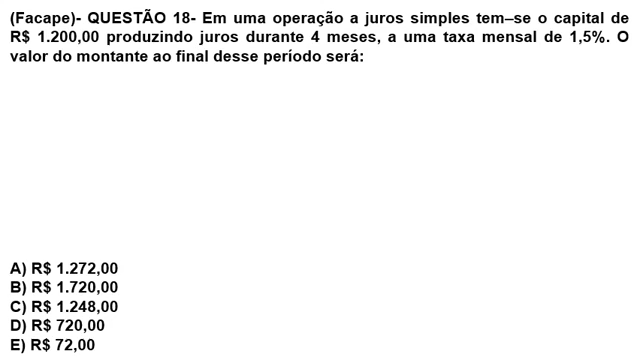 (Facape)- QUESTÃO 18- Em uma operação a juros simples tem–se o capital de
R$ 1.200,00 produzindo juros durante 4 meses, a uma taxa mensal de 1,5%. O
valor do montante ao final desse período será:
A) R$ 1.272,00
B) R$ 1.720,00
C) R$ 1.248,00
D) R$ 720,00
E) R$ 72,00